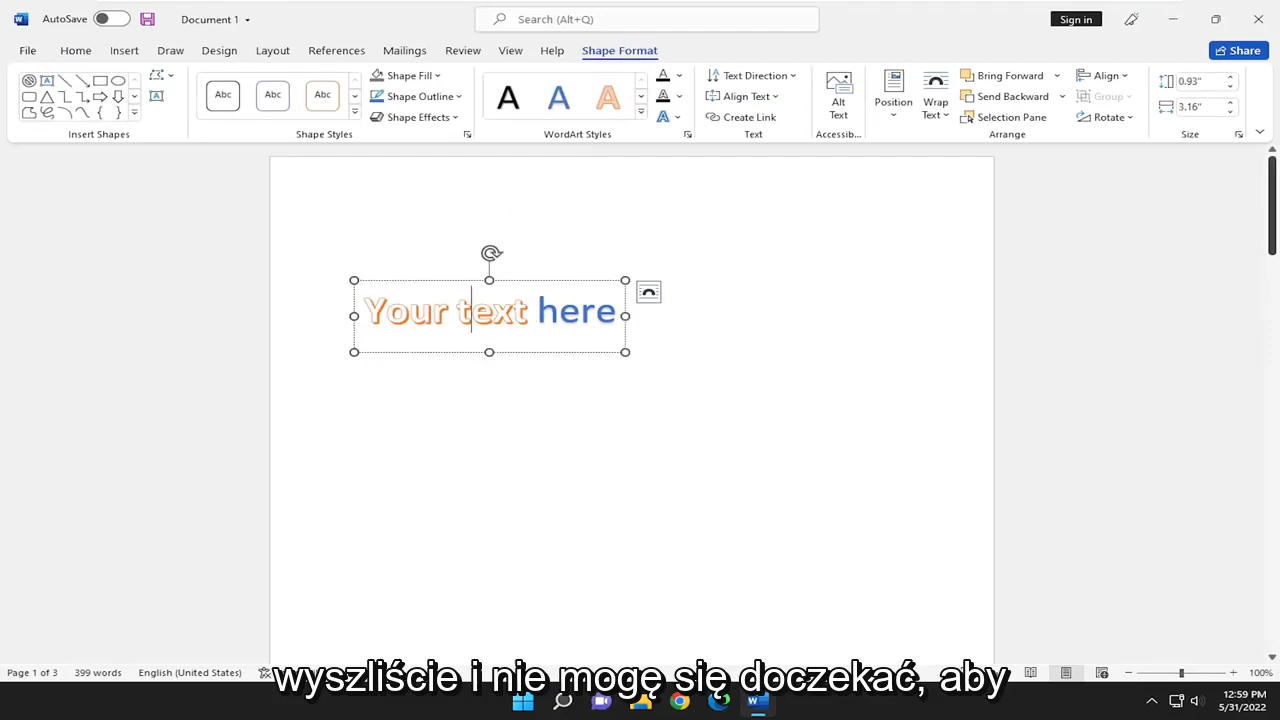 AutoSave
Document 1
Search (Alt+Q)
Sign in
File Home Insert Draw Design Layout References Mailings Review View Help Shape Format
Share
Abc Abc Abc
Shape Fill
Shape Outline
Shape Effects
A A A
Text Direction
Align Text
Create Link
Alt Text
Position
Wrap Text
Bring Forward
Send Backward
Selection Pane
Align
Group
Rotate
0.93"
3.16"
Insert Shapes Shape Styles WordArt Styles Text Accessib... Arrange Size
Your text here
Page 1 of 3 399 words English (United States) 100%
wyszliście i nie mogę się doczekać, aby
12:59 PM
5/31/2022